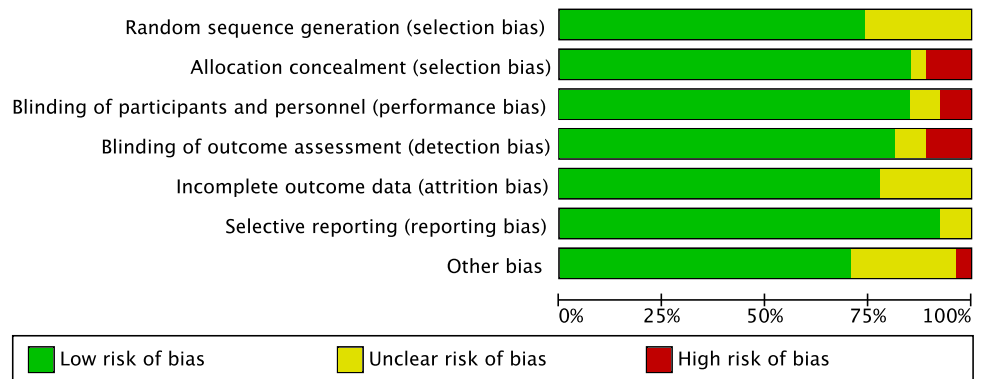 Random sequence generation (selection bias)
Allocation concealment (selection bias)
Blinding of participants and personnel (performance bias)
Blinding of outcome assessment (detection bias)
Incomplete outcome data (attrition bias)
Selective reporting (reporting bias)
Other bias
0% 25% 50% 75% 100%
Low risk of bias Unclear risk of bias High risk of bias